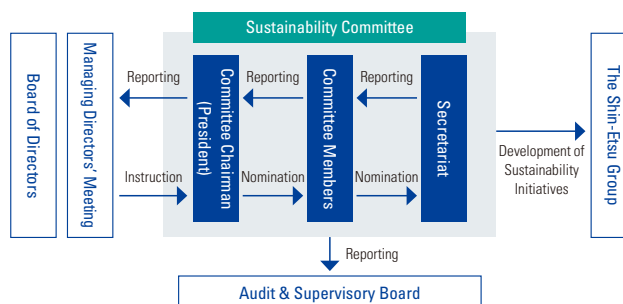 Sustainability Committee
Board of Directors
Managing Directors' Meeting
Reporting
Instruction
Committee Chairman
(President)
Reporting
Nomination
Committee Members
Reporting
Nomination
Secretariat
Development of
Sustainability
Initiatives
The Shin-Etsu Group
Reporting
Audit & Supervisory Board